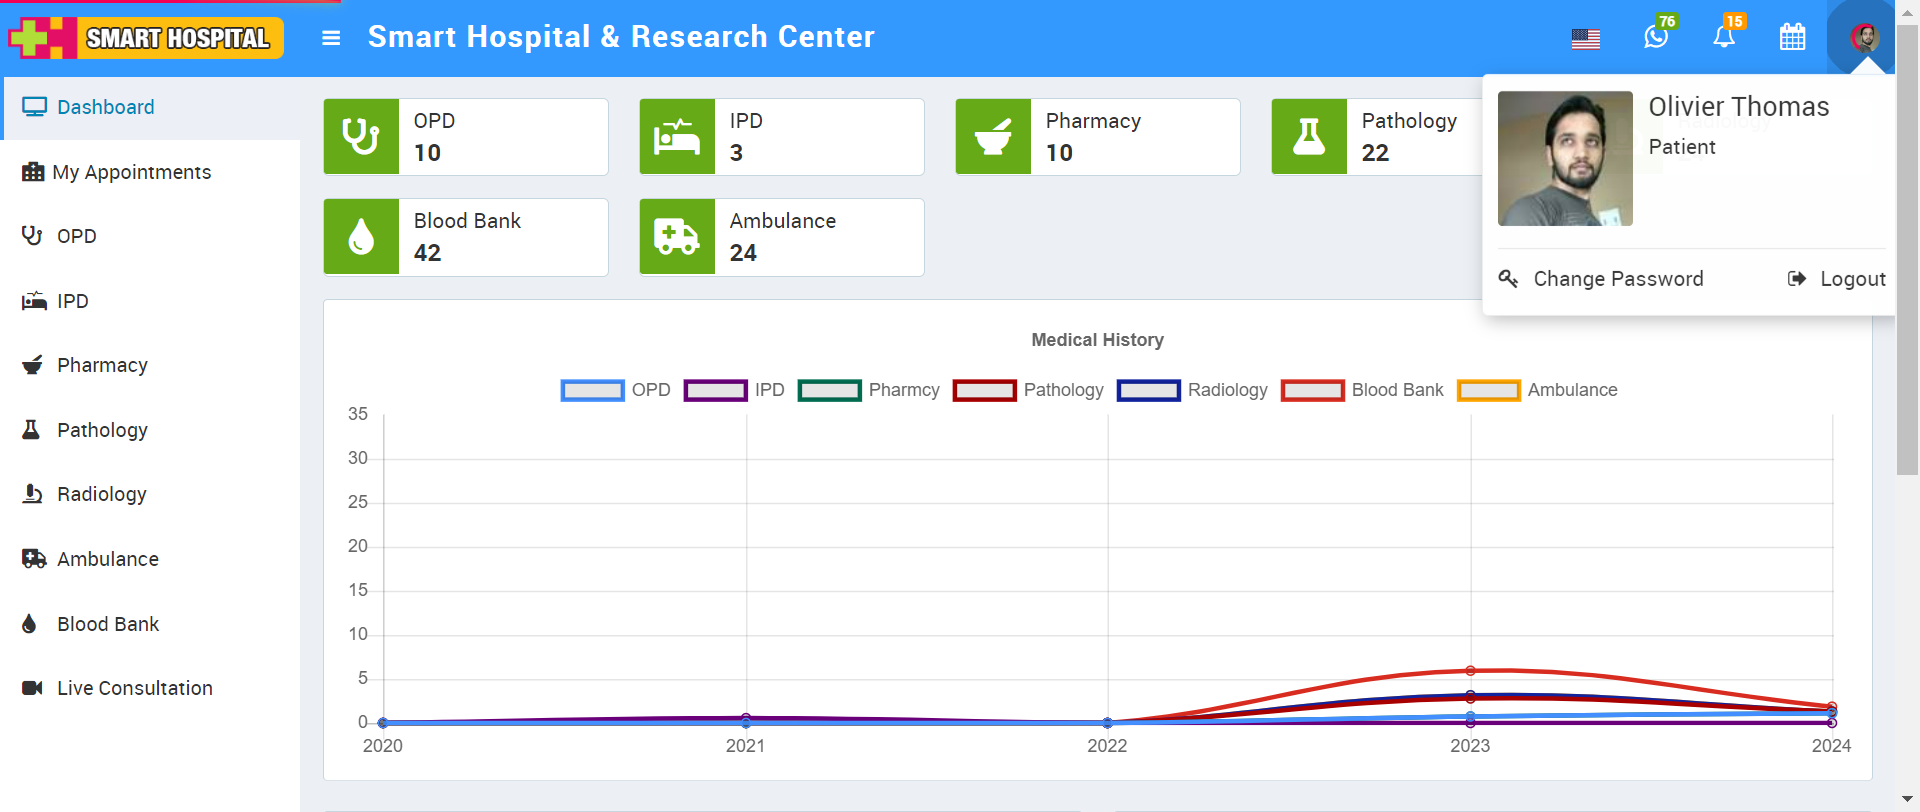 SMART HOSPITAL
Smart Hospital & Research Center
76
15
Dashboard
My Appointments
OPD
IPD
Pharmacy
Pathology
Radiology
Ambulance
Blood Bank
Live Consultation
OPD
10
IPD
3
Pharmacy
10
Pathology
22
Blood Bank
42
Ambulance
24
Olivier Thomas
Patient
Change Password
Logout
Medical History
OPD IPD Pharmcy Pathology Radiology Blood Bank Ambulance
35
30
25
20
15
10
5
0
2020 2021 2022 2023 2024